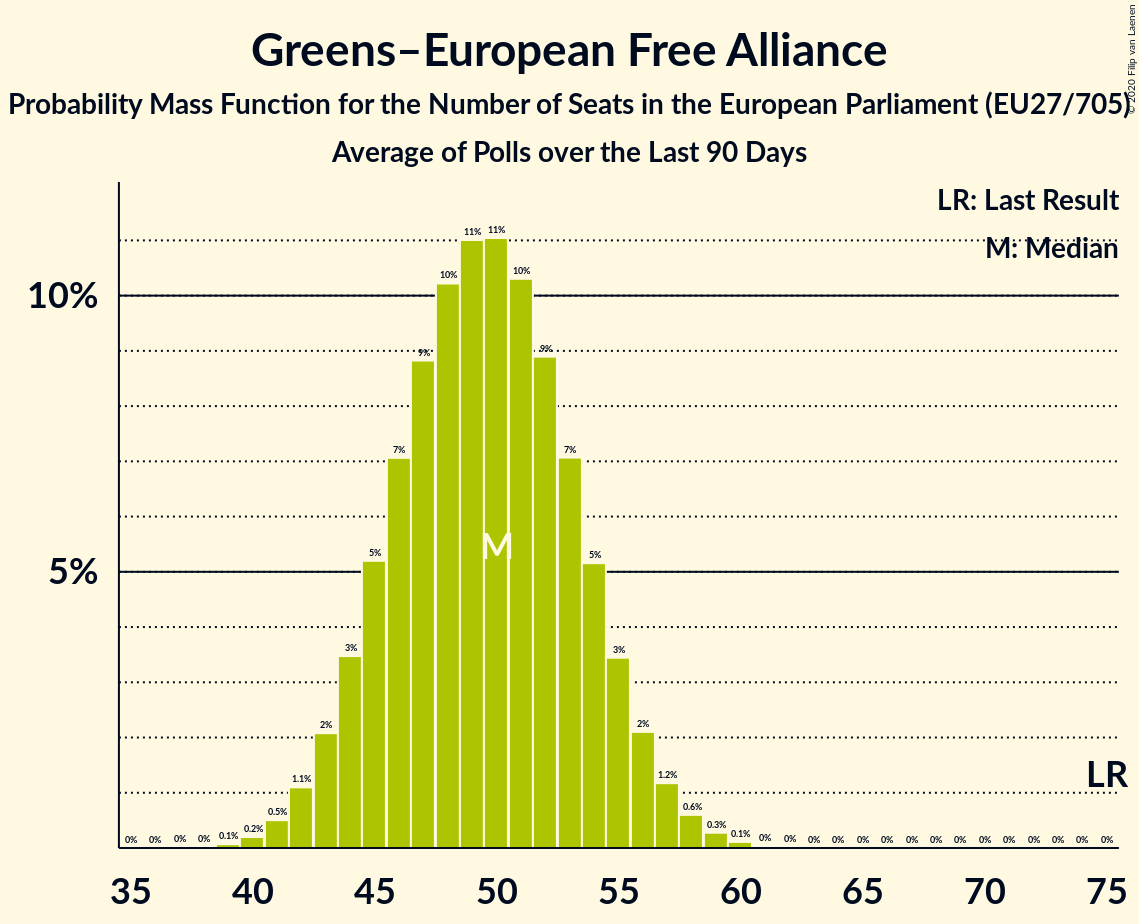 Greens–European Free Alliance
Probability Mass Function for the Number of Seats in the European Parliament (EU27/705)
Average of Polls over the Last 90 Days
© 2020 Filip van Laenen
LR: Last Result
M: Median
10%
5%
0% 0% 0% 0% 0.1% 0.2% 0.5% 1.1% 2% 3% 5% 7% 9% 10% 11% 11% 10% 9% 7% 5% 3% 2% 1.2% 0.6% 0.3% 0.1% 0% 0% 0% 0% 0% 0% 0% 0% 0% 0% 0% 0% 0% 0% 0%
M
LR
35 40 45 50 55 60 65 70 75